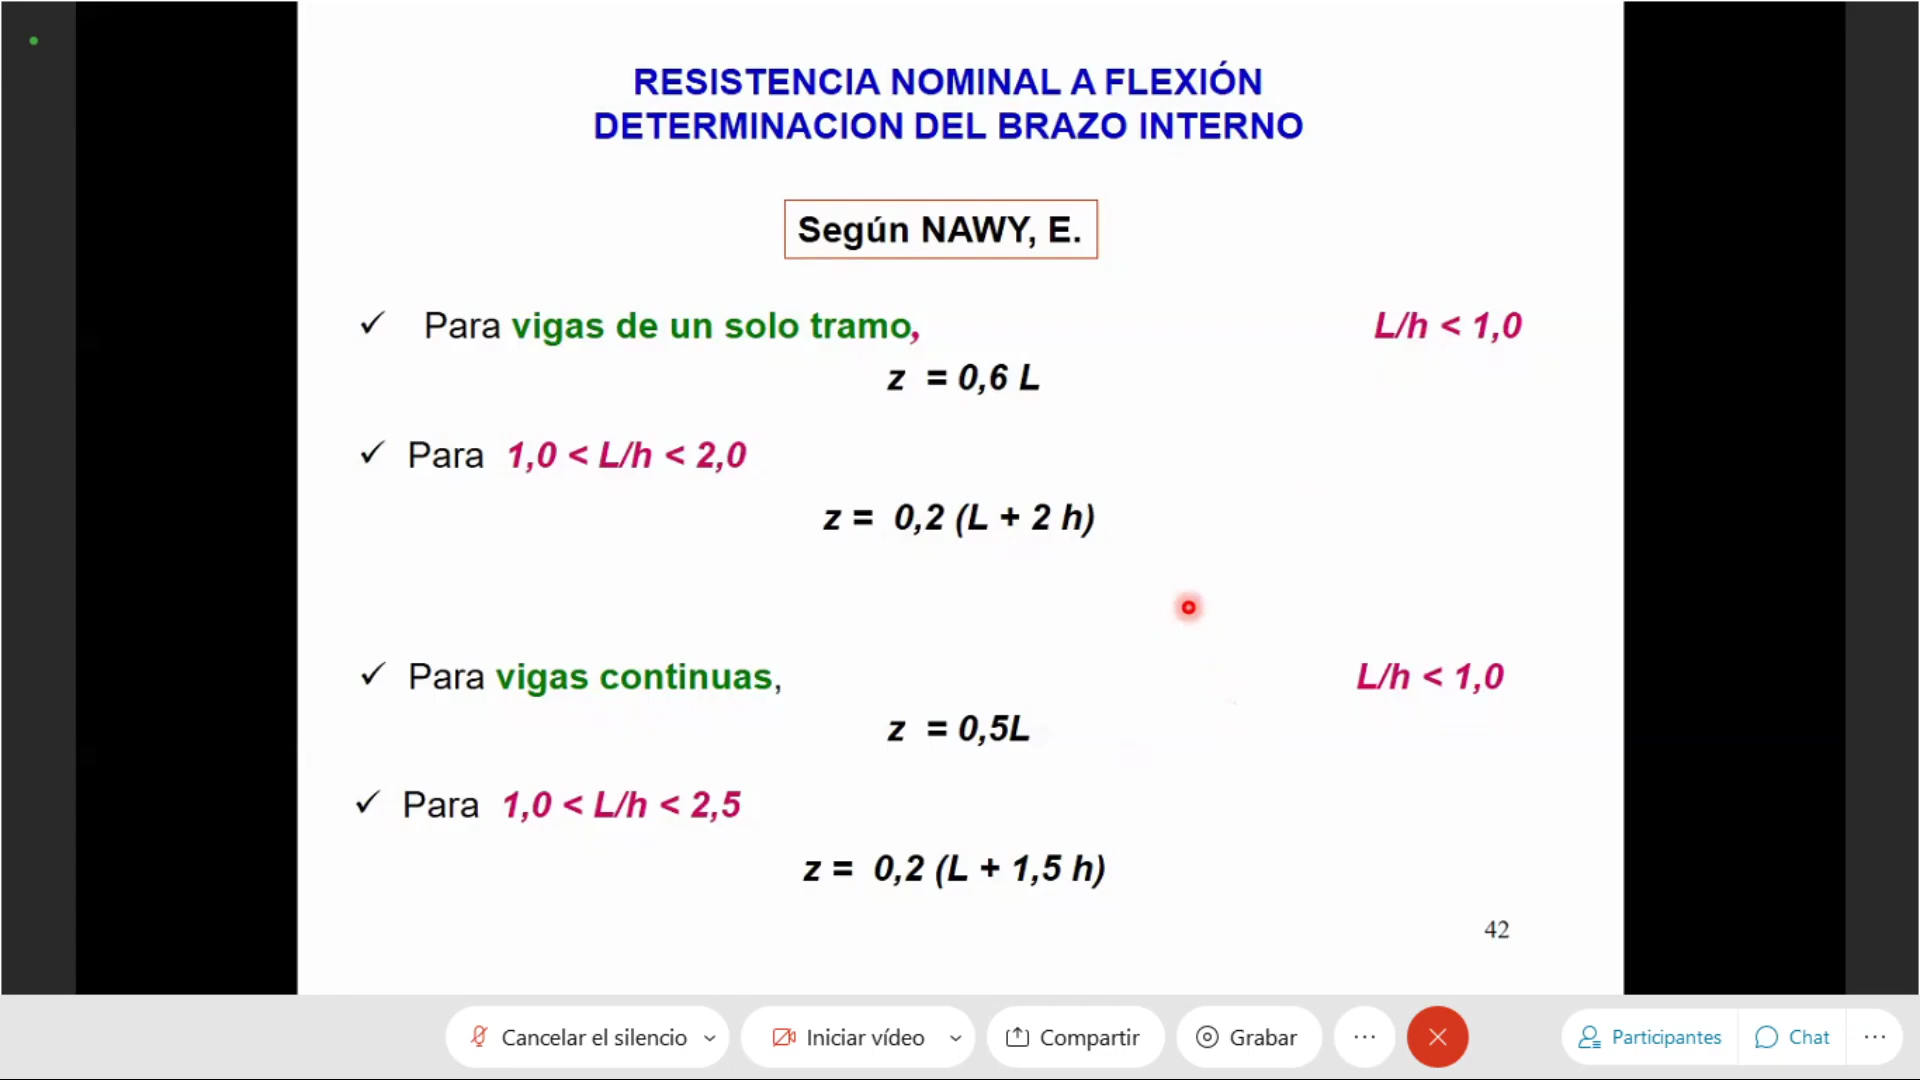 RESISTENCIA NOMINAL A FLEXIÓN
DETERMINACION DEL BRAZO INTERNO
Según NAWY, E.
✓ Para vigas de un solo tramo, L/h < 1,0
z = 0,6 L
✓ Para 1,0 < L/h < 2,0
z = 0,2 (L + 2 h)
✓ Para vigas continuas, L/h < 1,0
z = 0,5L
✓ Para 1,0 < L/h < 2,5
z = 0,2 (L + 1,5 h)
42
Cancelar el silencio Iniciar vídeo Compartir Grabar ... Participantes Chat ...